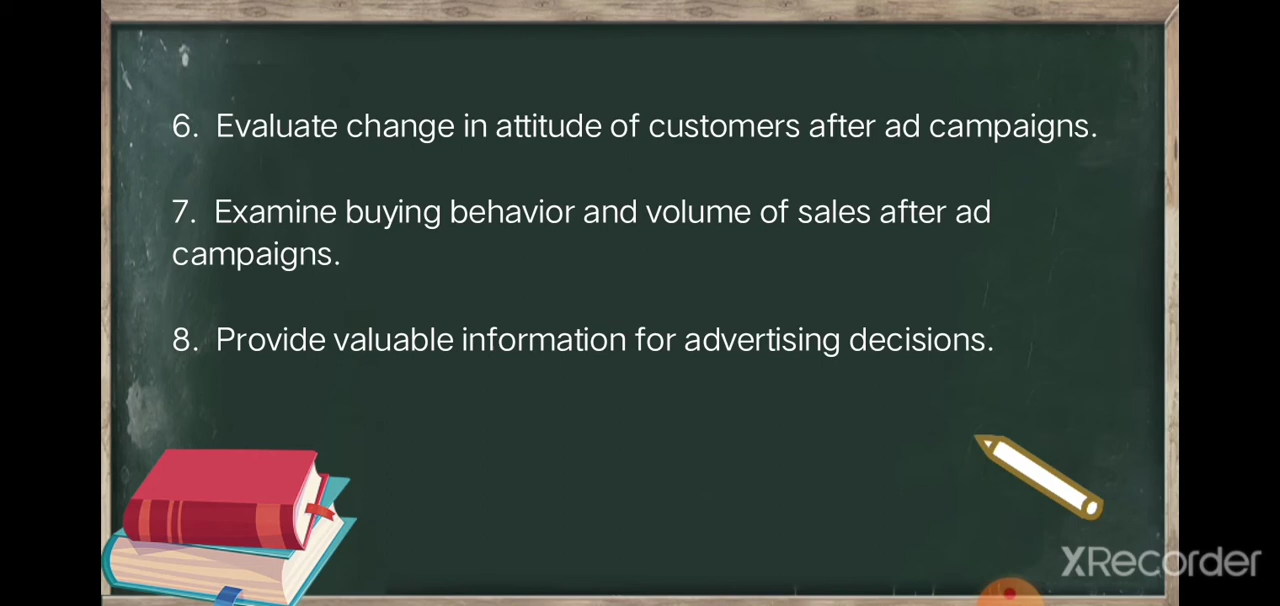 6.  Evaluate change in attitude of customers after ad campaigns.
7.  Examine buying behavior and volume of sales after ad
campaigns.
8.  Provide valuable information for advertising decisions.
XRecorder